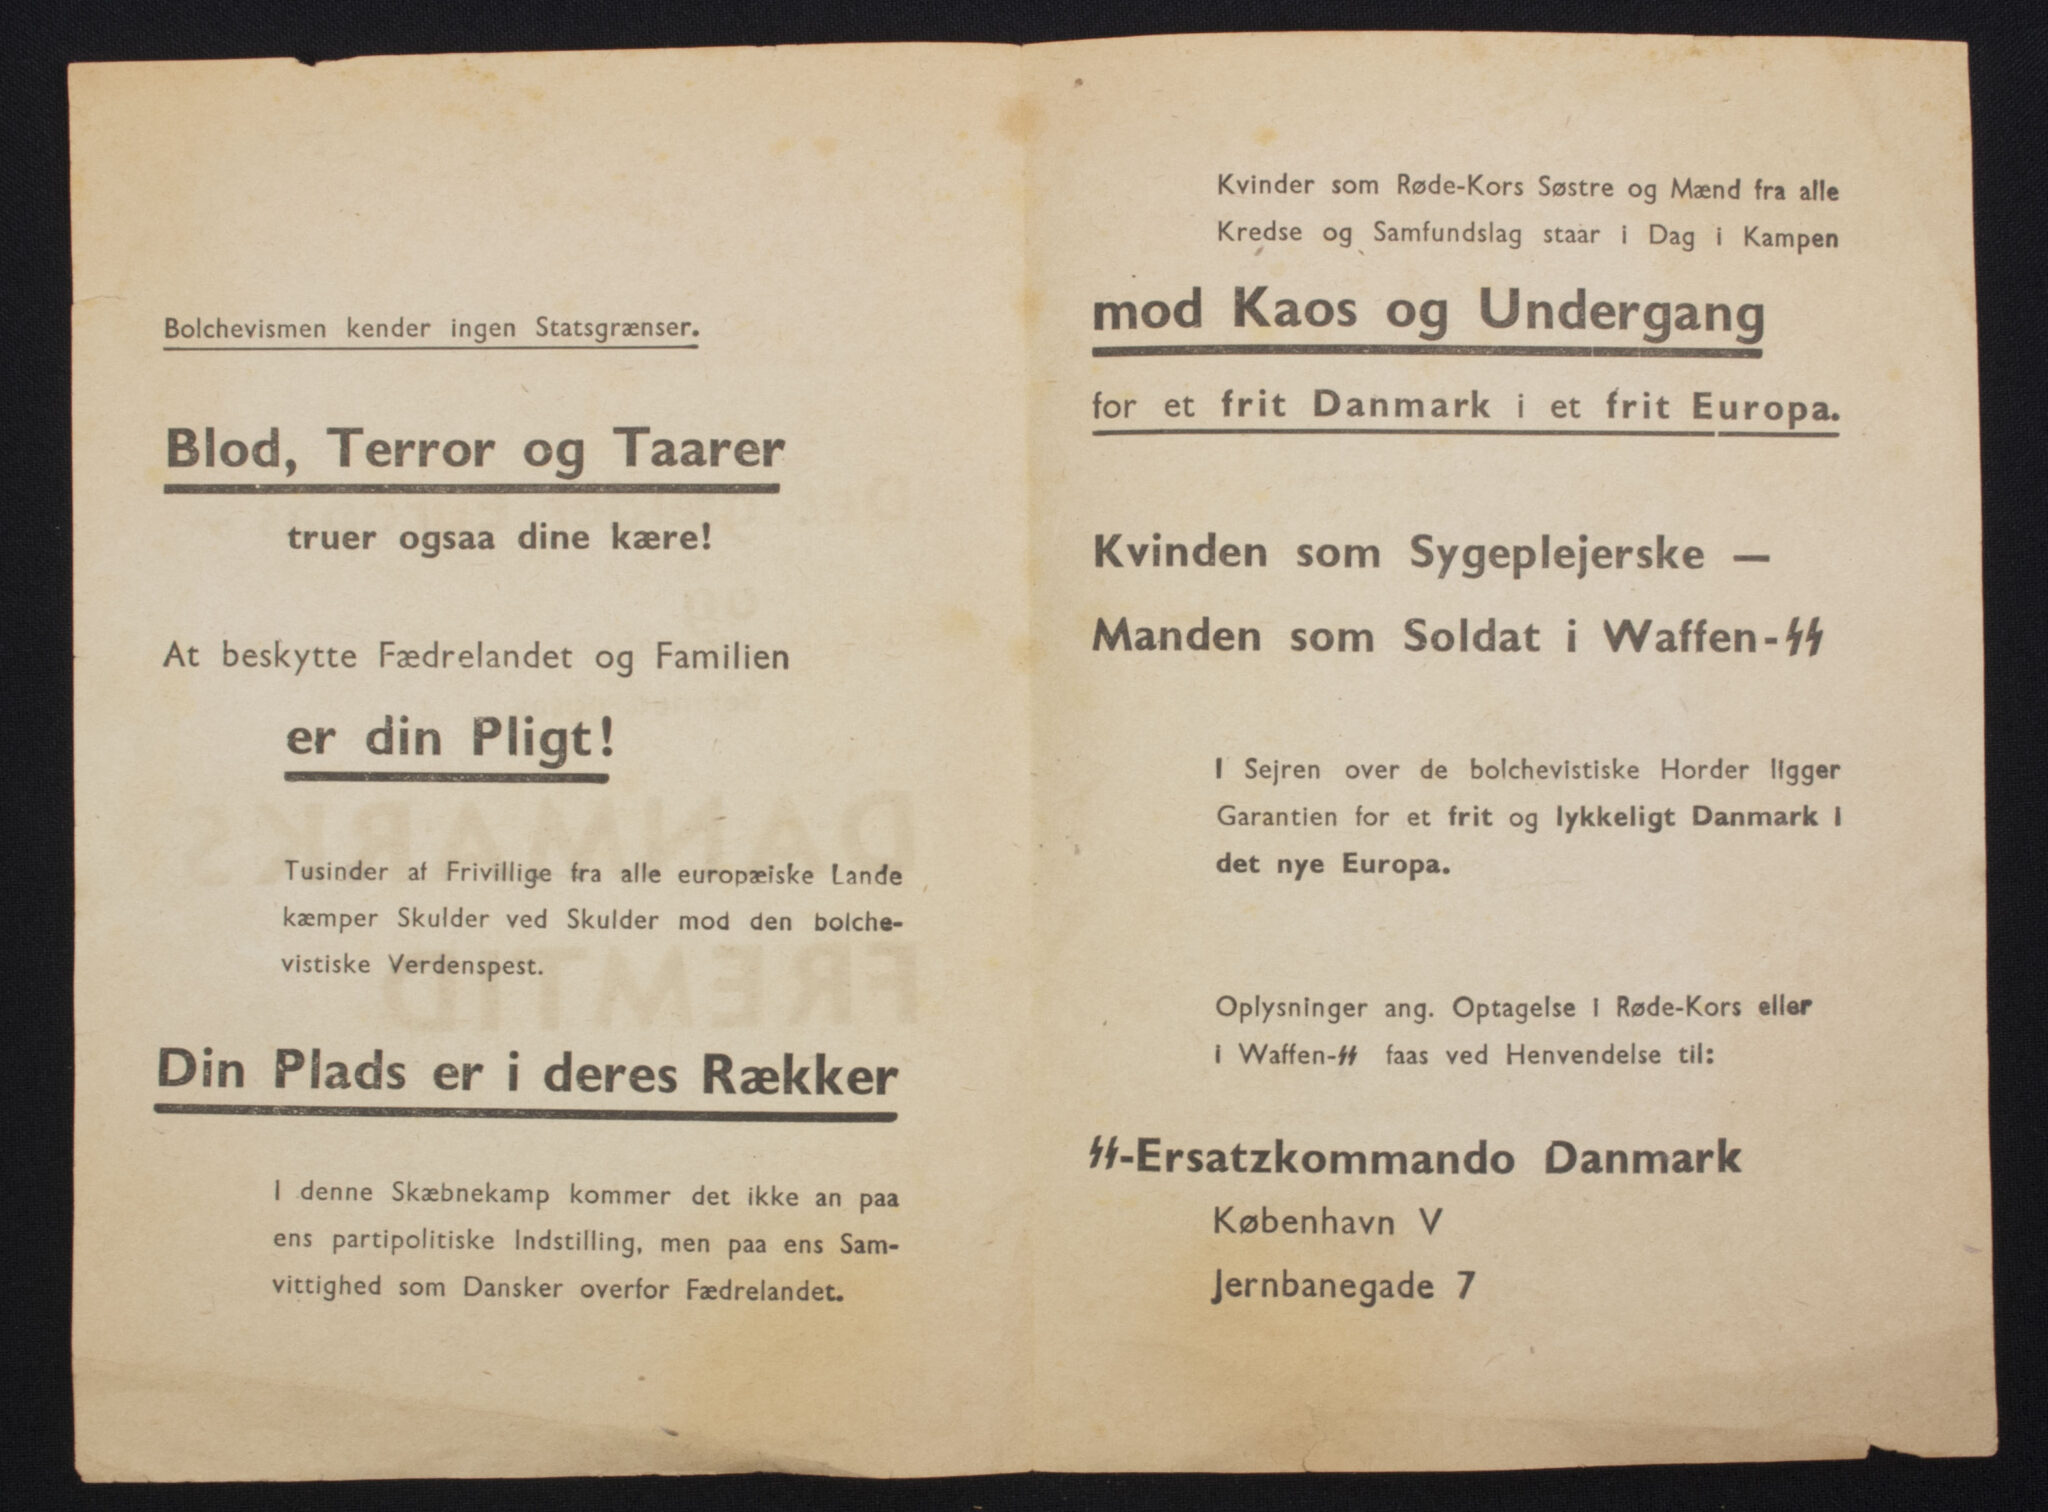 Bolchevismen kender ingen Statsgrænser.
Blod, Terror og Taarer
truer ogsaa dine kære!
At beskytte Fædrelandet og Familien
er din Pligt!
Tusinder af Frivillige fra alle europæiske Lande
kæmper Skulder ved Skulder mod den bolche-
vistiske Verdenspest.
Din Plads er i deres Rækker
I denne Skæbnekamp kommer det ikke an paa
ens partipolitiske Indstilling, men paa ens Sam-
vittighed som Dansker overfor Fædrelandet.
Kvinder som Røde-Kors Søstre og Mænd fra alle
Kredse og Samfundslag staar i Dag i Kampen
mod Kaos og Undergang
for et frit Danmark i et frit Europa.
Kvinden som Sygeplejerske —
Manden som Soldat i Waffen-ᛋᛋ
I Sejren over de bolchevistiske Horder ligger
Garantien for et frit og lykkeligt Danmark i
det nye Europa.
Oplysninger ang. Optagelse i Røde-Kors eller
i Waffen-ᛋᛋ faas ved Henvendelse til:
ᛋᛋ-Ersatzkommando Danmark
København V
Jernbanegade 7